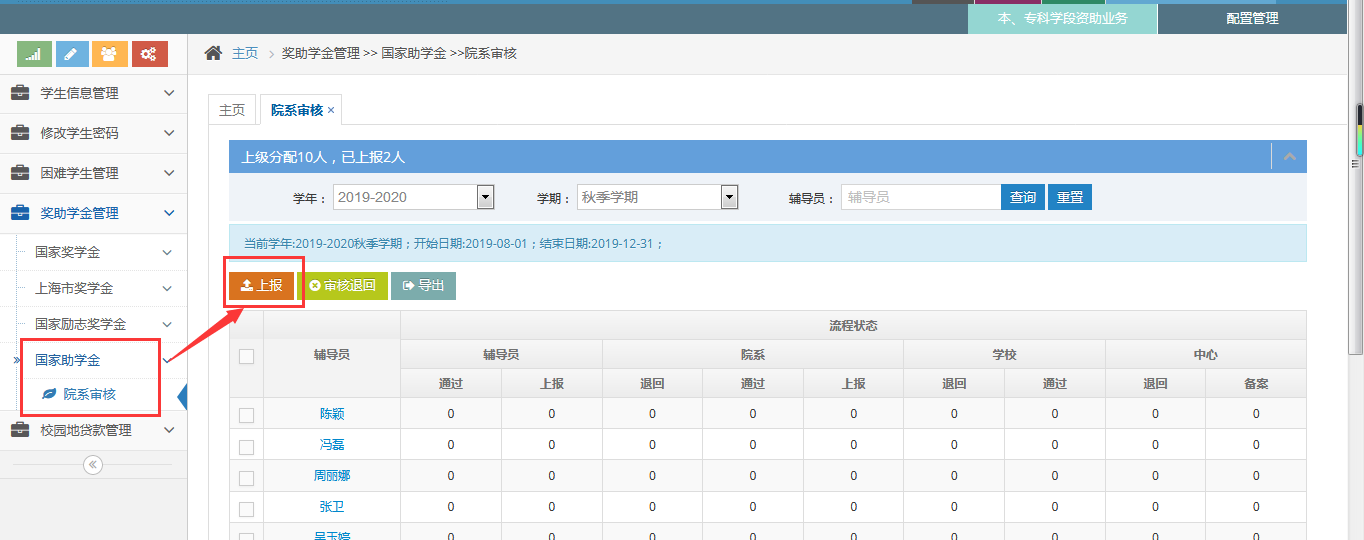 本、专科学段资助业务 配置管理
主页 奖助学金管理 >> 国家助学金 >>院系审核
学生信息管理
修改学生密码
困难学生管理
奖助学金管理
国家奖学金
上海市奖学金
国家励志奖学金
国家助学金
院系审核
校园地贷款管理
主页 院系审核 ×
上级分配10人，已上报2人
学年： 2019-2020 学期： 秋季学期 辅导员： 辅导员 查询 重置
当前学年:2019-2020秋季学期；开始日期:2019-08-01；结束日期:2019-12-31；
上报 审核退回 导出
流程状态
辅导员 辅导员 院系 学校 中心
通过 上报 退回 通过 上报 退回 通过 退回 备案
陈颖 0 0 0 0 0 0 0 0 0
冯磊 0 0 0 0 0 0 0 0 0
周丽娜 0 0 0 0 0 0 0 0 0
张卫 0 0 0 0 0 0 0 0 0
吴玉婷 0 0 0 0 0 0 0 0 0